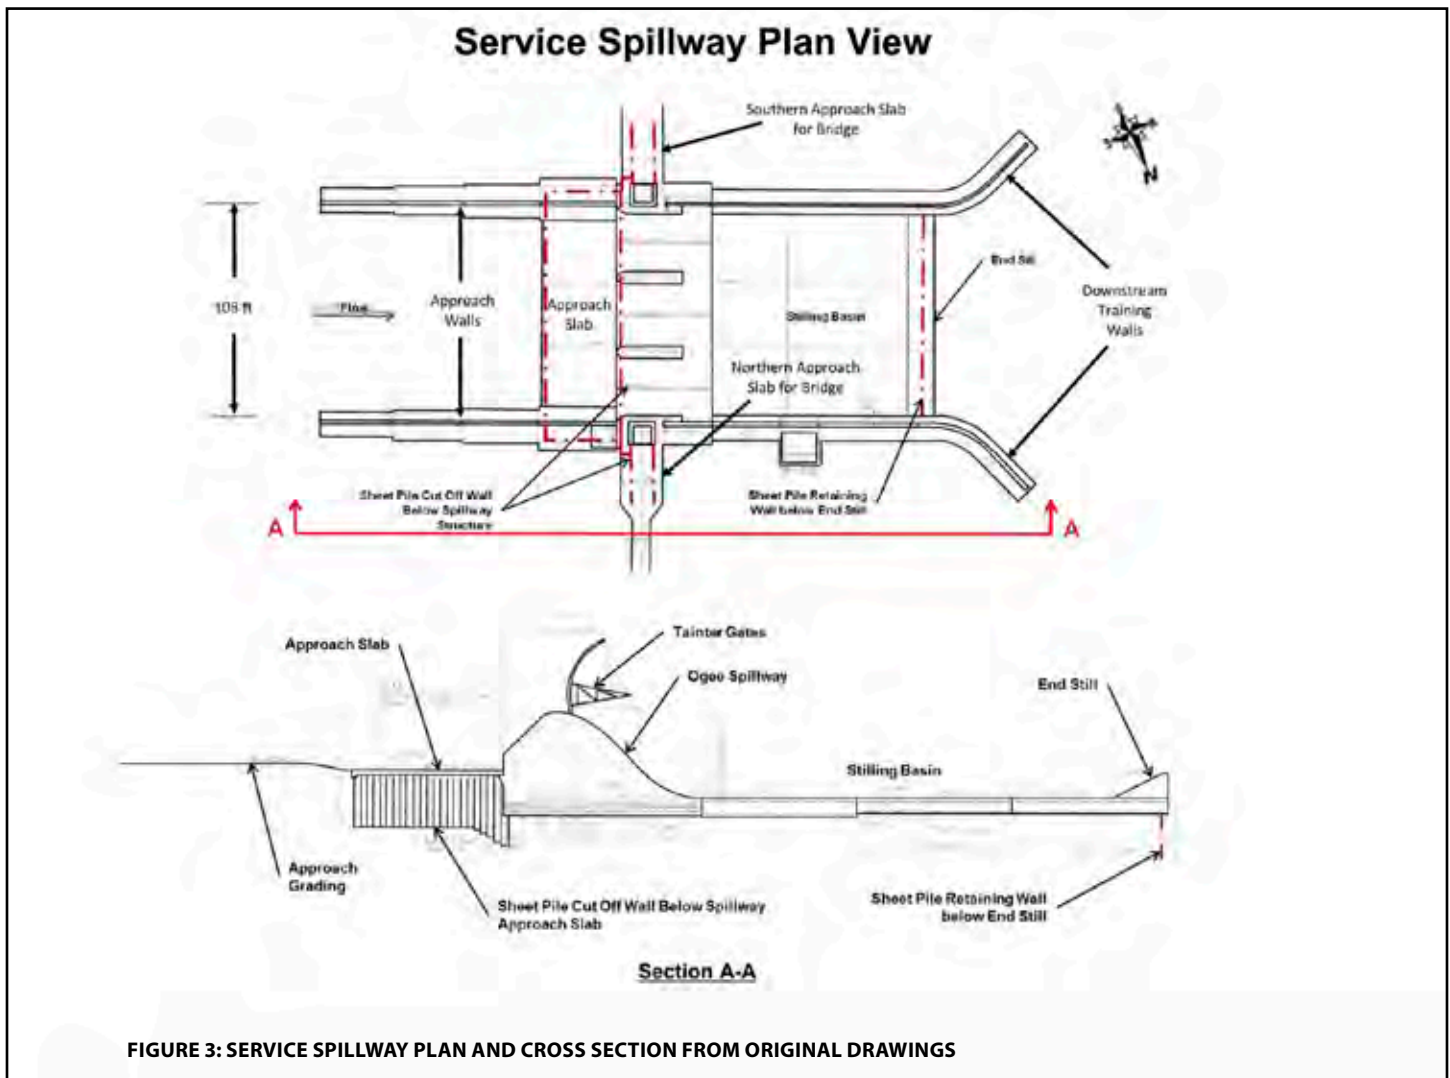 Service Spillway Plan View
Southern Approach Slab
for Bridge
N
End Sill
108 ft
Flow
Approach
Walls
Approach
Slab
Stilling Basin
Downstream
Training
Walls
Northern Approach
Slab for Bridge
Sheet Pile Cut Off Wall
Below Spillway
Structure
Sheet Pile Retaining
Wall below End Still
A
A
Tainter Gates
Approach Slab
Ogee Spillway
End Still
Stilling Basin
Approach
Grading
Sheet Pile Cut Off Wall Below Spillway
Approach Slab
Sheet Pile Retaining Wall
below End Still
Section A-A
FIGURE 3: SERVICE SPILLWAY PLAN AND CROSS SECTION FROM ORIGINAL DRAWINGS